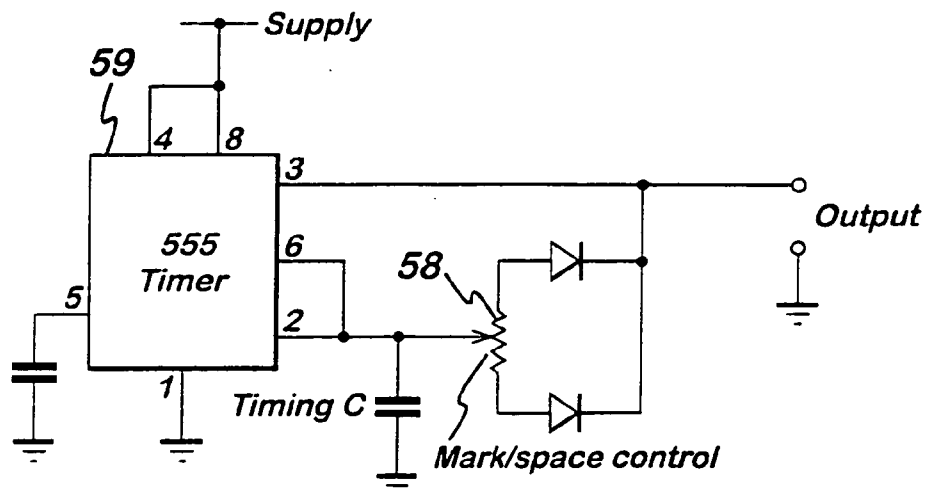 Supply
59
4 8
3
555
Timer
6
5
2
1
58
Output
Timing C
Mark/space control